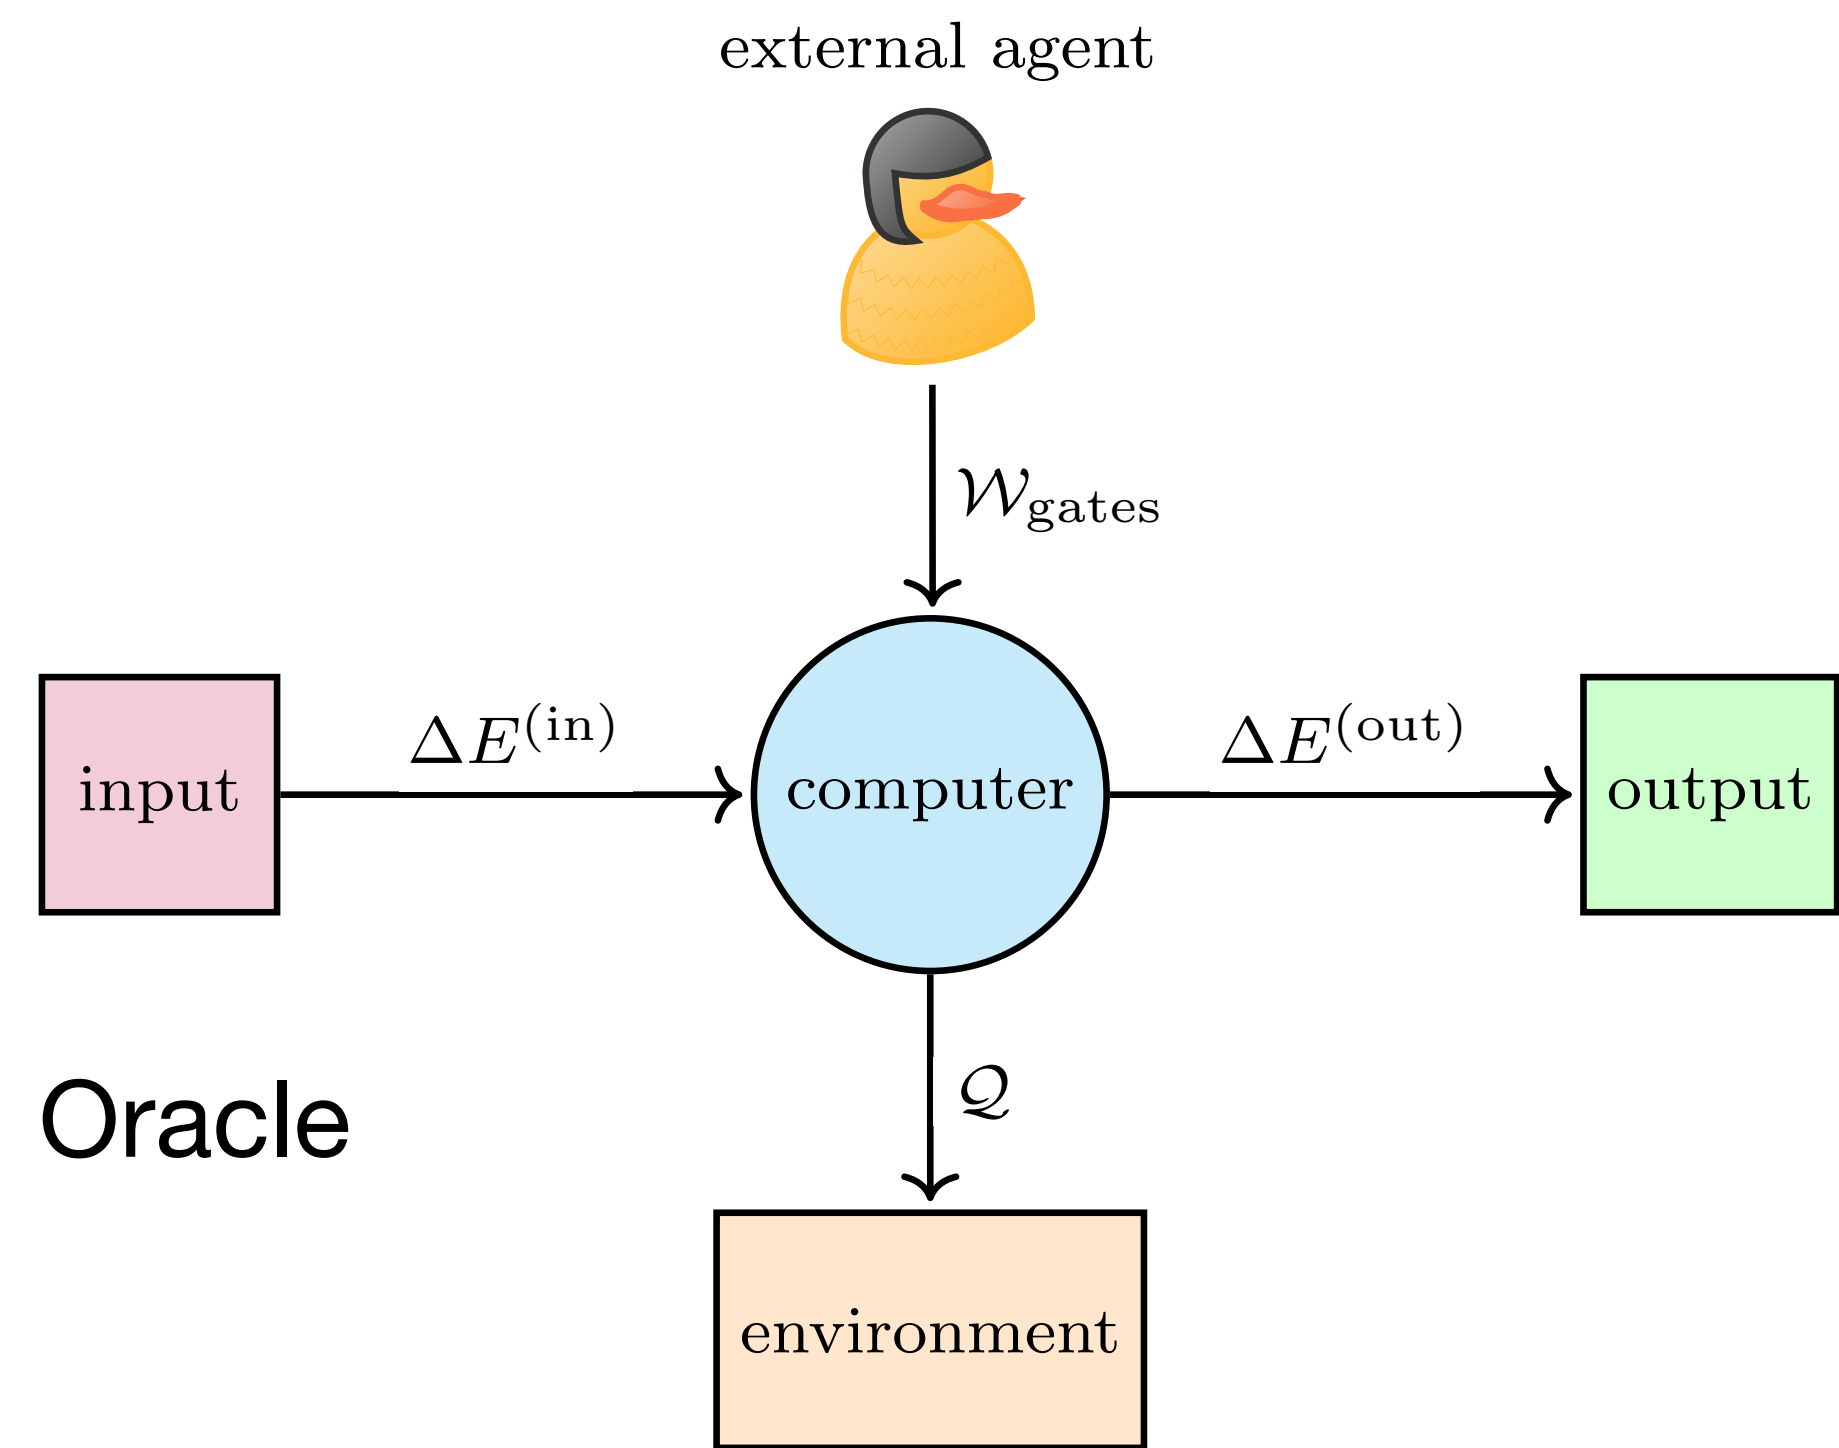 external agent
𝒲gates
ΔE(in)
ΔE(out)
input
computer
output
𝒬
Oracle
environment